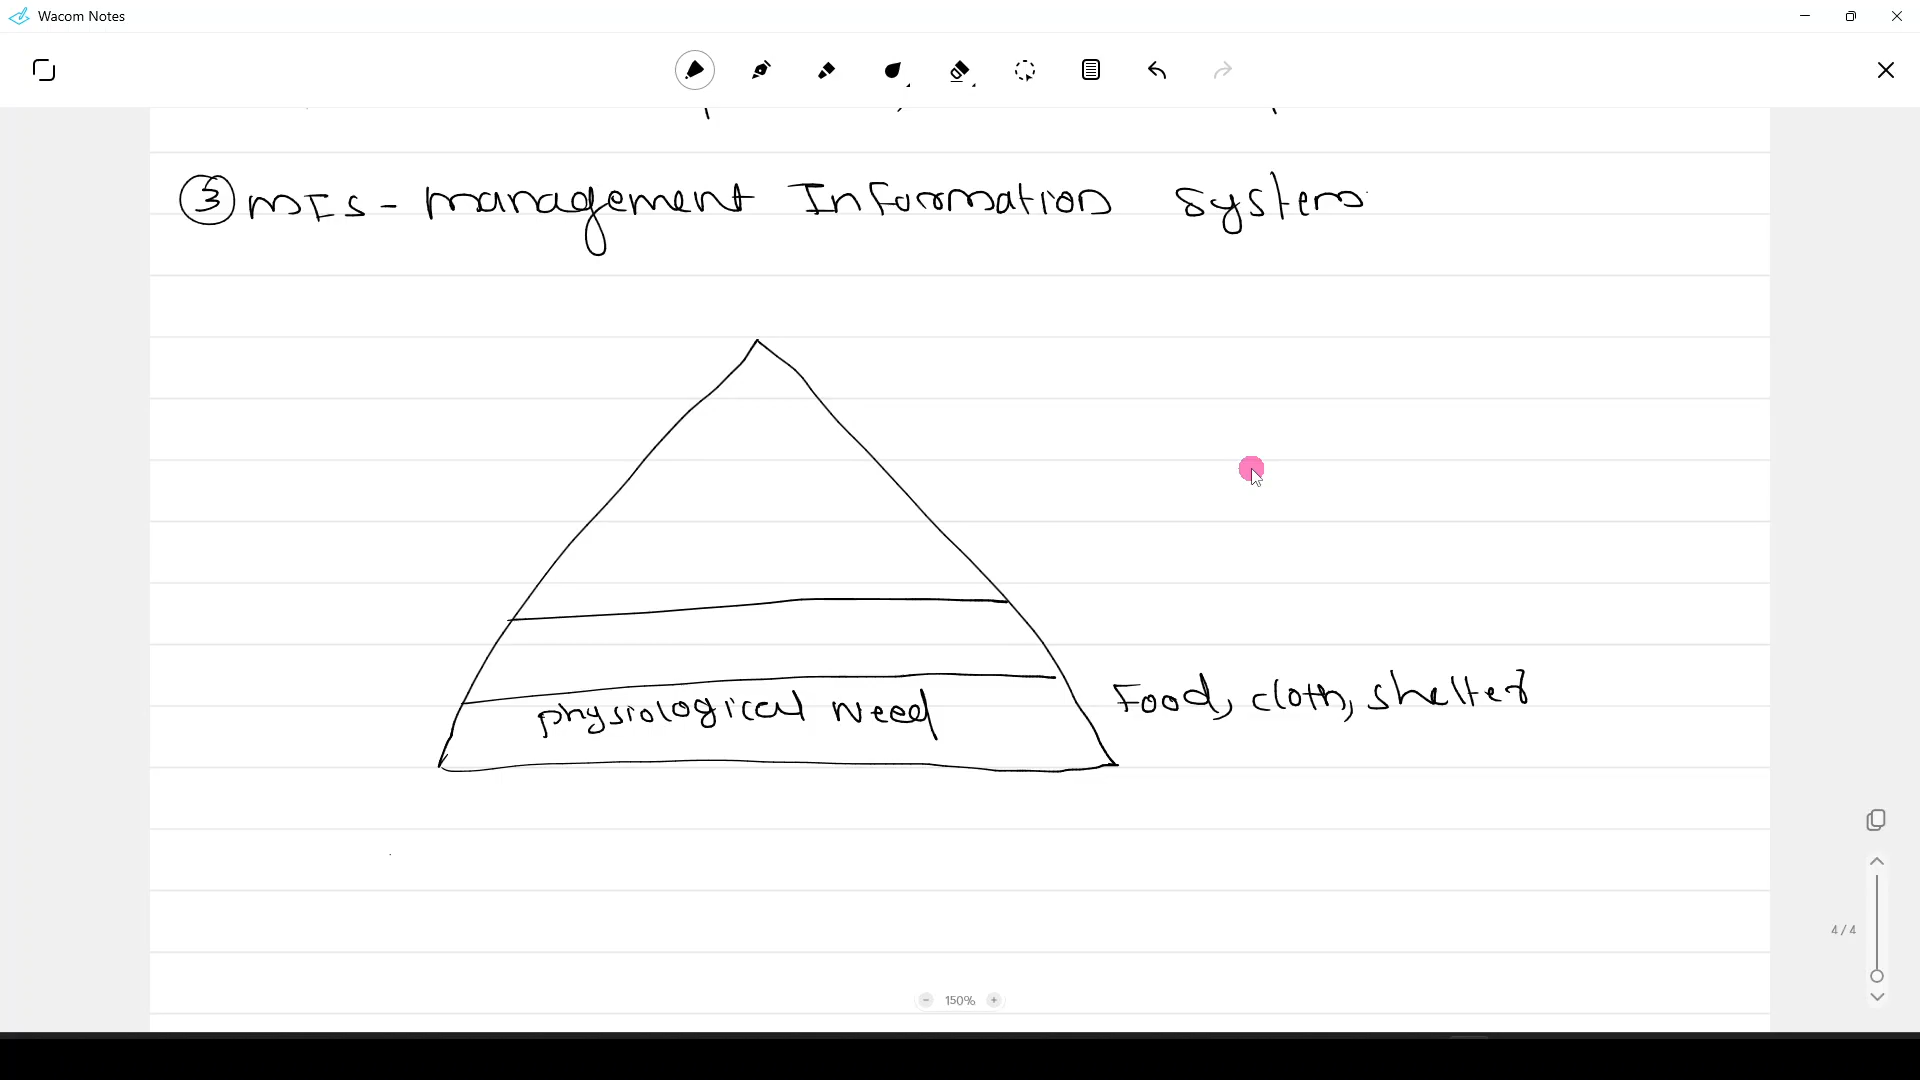 Wacom Notes
③ MIS - Management Information System
physiological Need
Food, cloth, shelter
4 / 4
150%